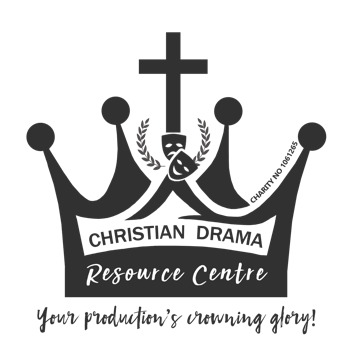 CHARITY NO 1061265
CHRISTIAN DRAMA
Resource Centre
Your production's crowning glory!